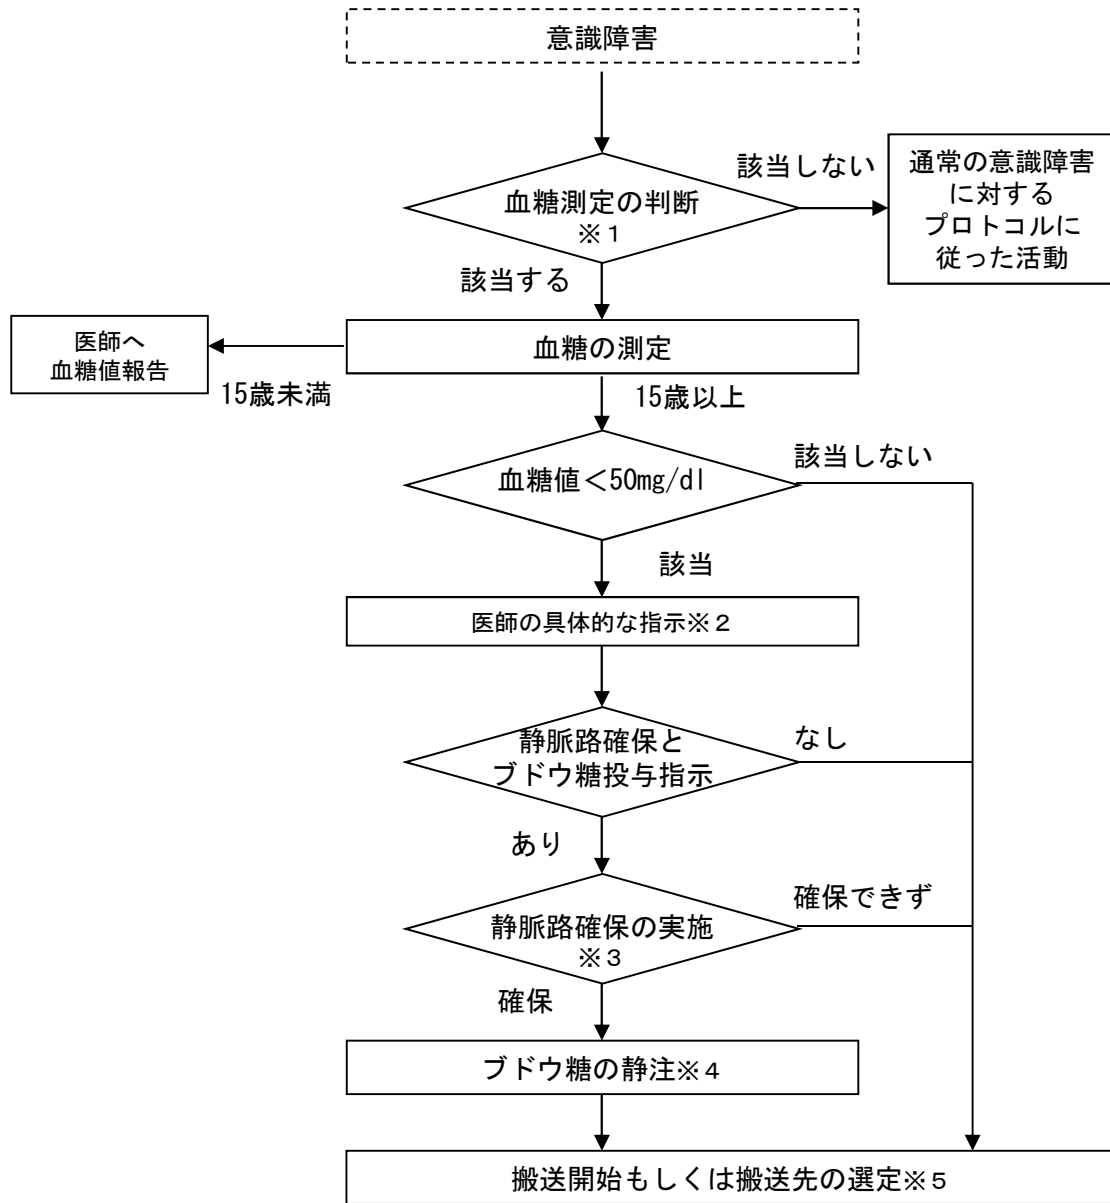 意識障害
該当しない
通常の意識障害
に対する
プロトコルに
従った活動
血糖測定の判断
※1
該当する
医師へ
血糖値報告
血糖の測定
15歳未満
15歳以上
血糖値＜50mg/dl
該当しない
該当
医師の具体的な指示※２
静脈路確保と
ブドウ糖投与指示
なし
あり
静脈路確保の実施
※３
確保できず
確保
ブドウ糖の静注※４
搬送開始もしくは搬送先の選定※５